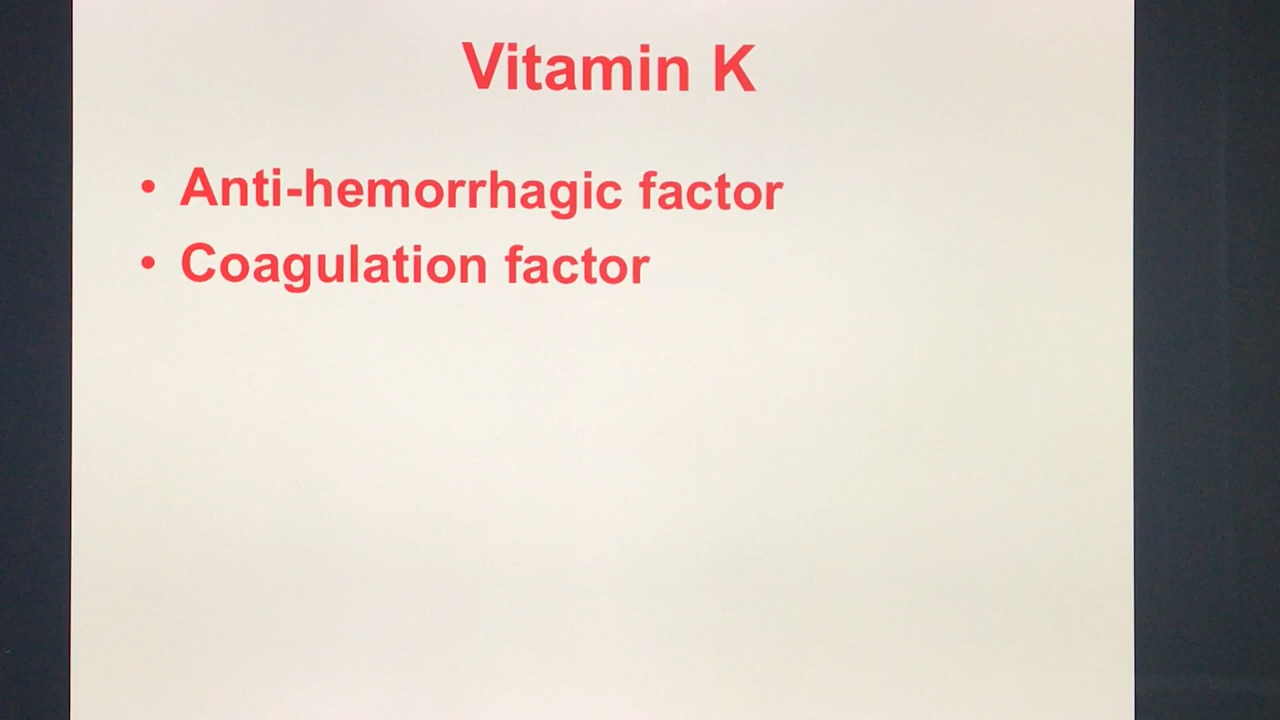 Vitamin K
• Anti-hemorrhagic factor
• Coagulation factor